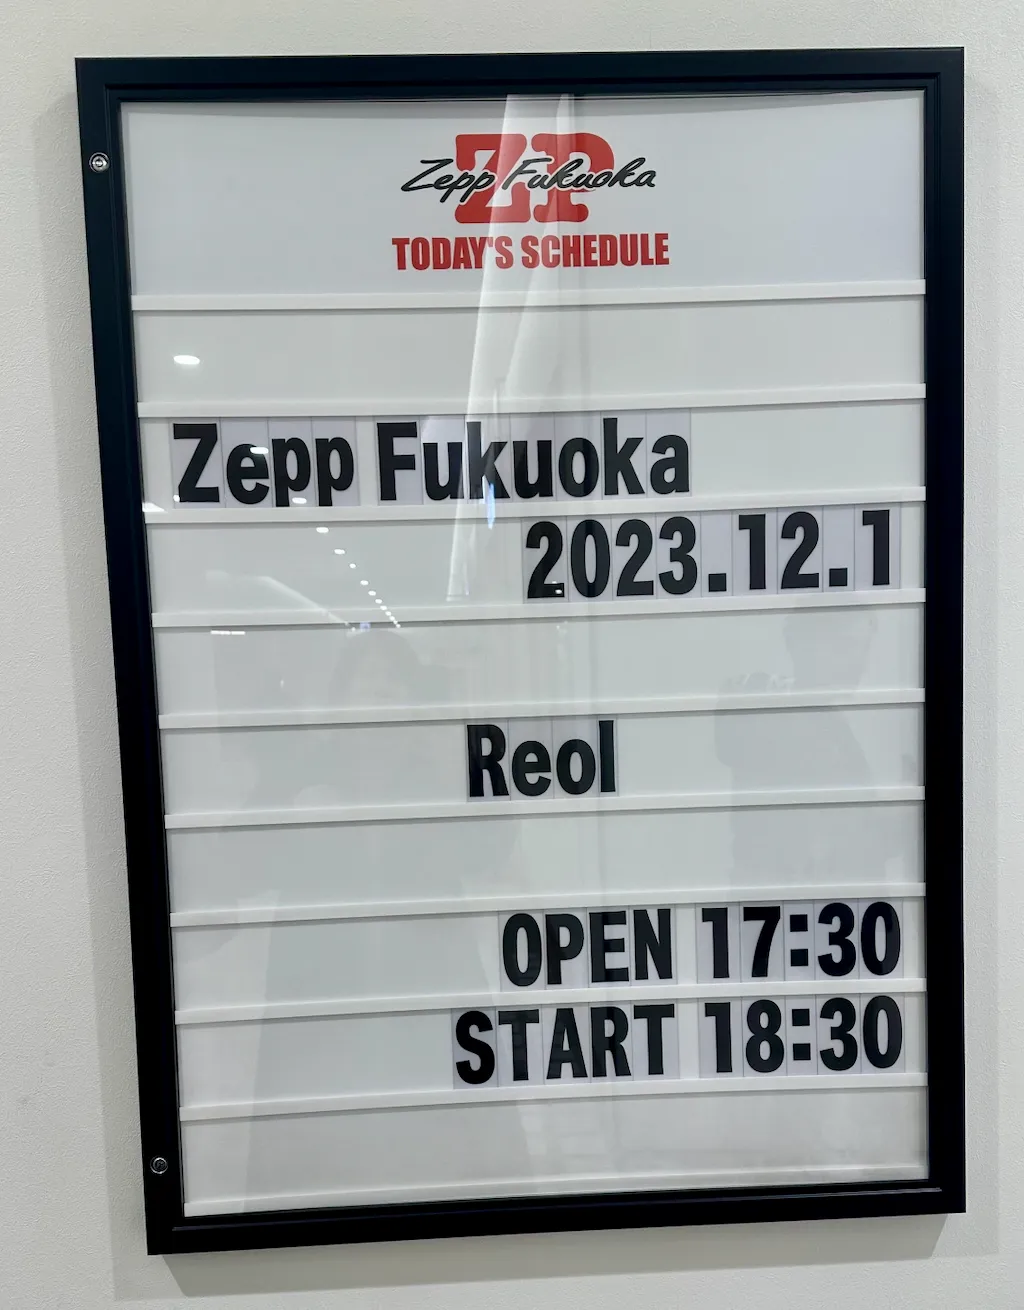 ZP
Zepp Fukuoka
TODAY'S SCHEDULE
Zepp Fukuoka
2023.12.1
Reol
OPEN 17:30
START 18:30